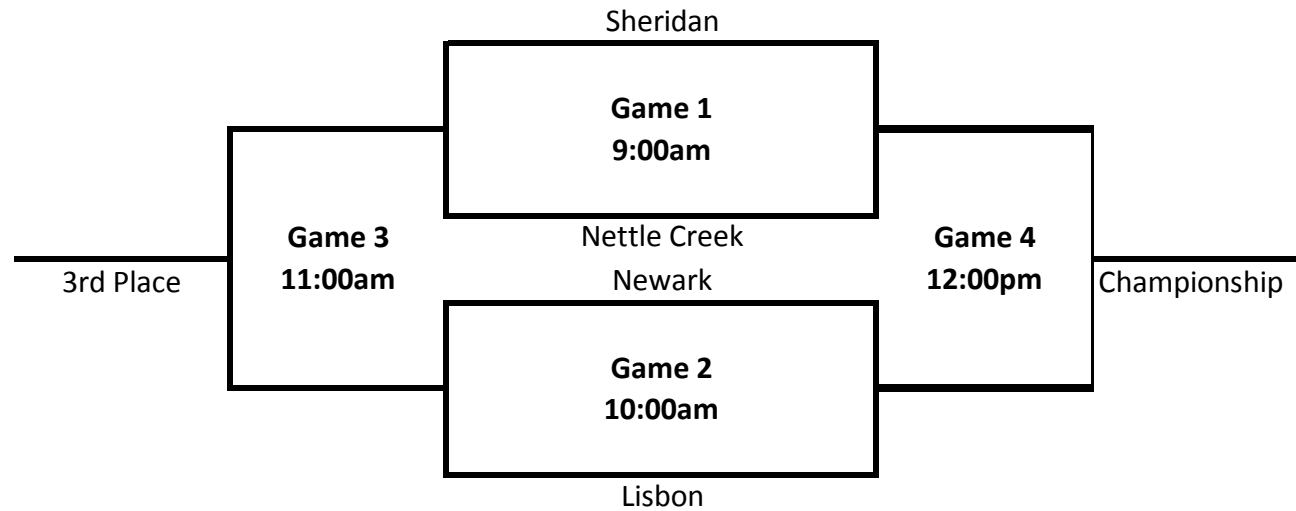 Sheridan
Game 1
9:00am
Nettle Creek
Game 3
11:00am
3rd Place
Game 4
12:00pm
Championship
Newark
Game 2
10:00am
Lisbon